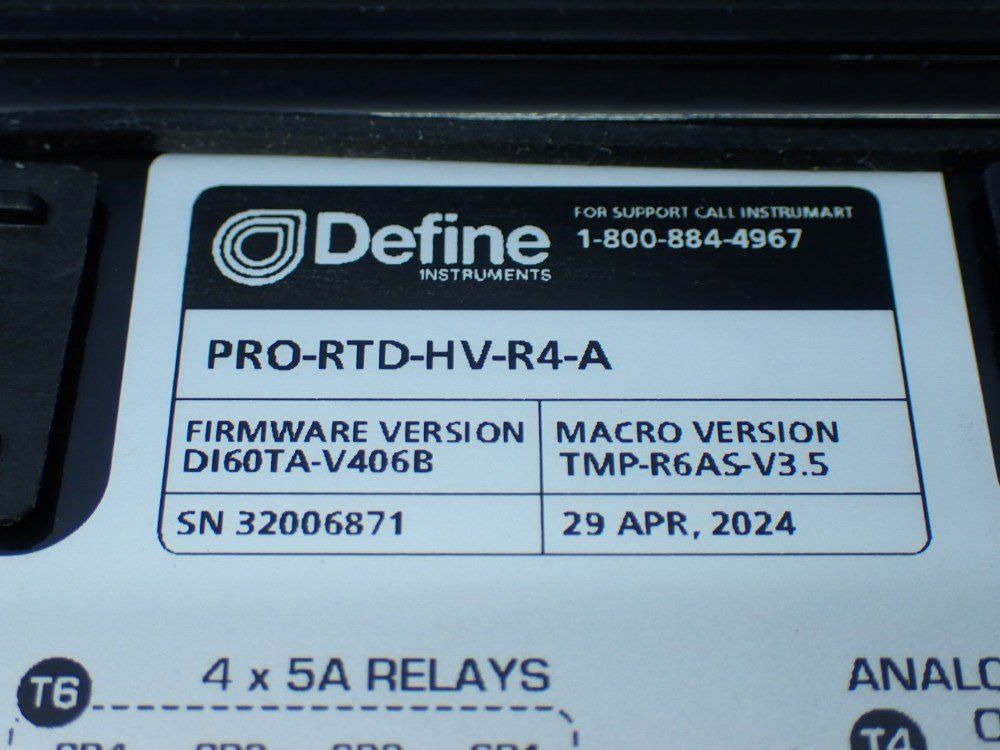 Define
INSTRUMENTS
FOR SUPPORT CALL INSTRUMART
1-800-884-4967
PRO-RTD-HV-R4-A
FIRMWARE VERSION
DI60TA-V406B
MACRO VERSION
TMP-R6AS-V3.5
SN 32006871
29 APR, 2024
T6
4 x 5A RELAYS
T4